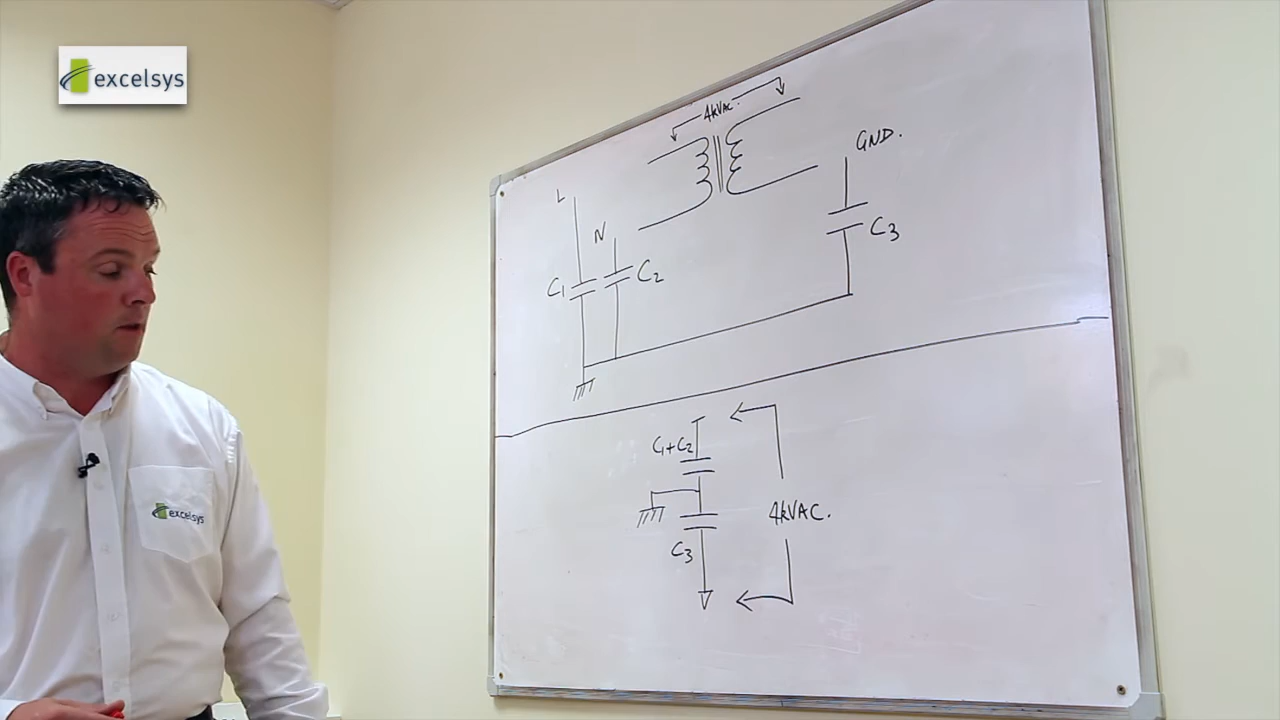 excelsys
4kVAC.
GND.
L
N
C3
C1
C2
C1+C2
4kVAC.
C3
excelsys